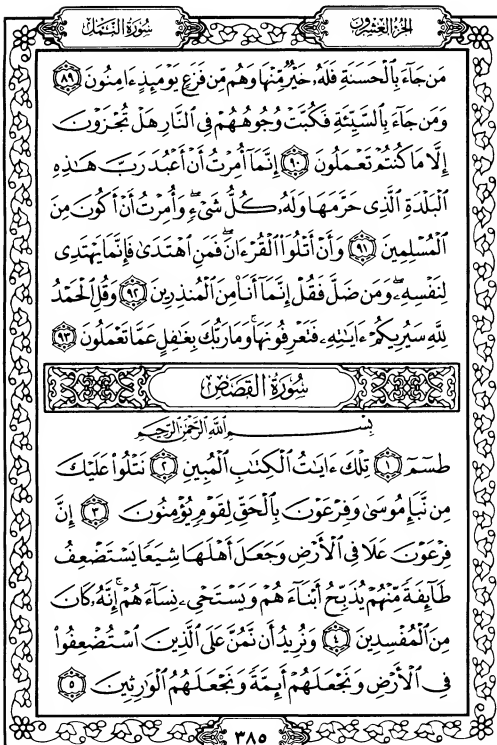 الجزء العشرون
سورة النمل
مَن جَآءَ بِٱلْحَسَنَةِ فَلَهُۥ خَيْرٌ مِّنْهَا وَهُم مِّن فَزَعٍ يَوْمَئِذٍ ءَامِنُونَ ٨٩
وَمَن جَآءَ بِٱلسَّيِّئَةِ فَكُبَّتْ وُجُوهُهُمْ فِى ٱلنَّارِ هَلْ تُجْزَوْنَ
إِلَّا مَا كُنتُمْ تَعْمَلُونَ ٩٠ إِنَّمَآ أُمِرْتُ أَنْ أَعْبُدَ رَبَّ هَٰذِهِ
ٱلْبَلْدَةِ ٱلَّذِى حَرَّمَهَا وَلَهُۥ كُلُّ شَىْءٍ ۖ وَأُمِرْتُ أَنْ أَكُونَ مِنَ
ٱلْمُسْلِمِينَ ٩١ وَأَنْ أَتْلُوَا۟ ٱلْقُرْءَانَ ۖ فَمَنِ ٱهْتَدَىٰ فَإِنَّمَا يَهْتَدِى
لِنَفْسِهِۦ ۖ وَمَن ضَلَّ فَقُلْ إِنَّمَآ أَنَا۠ مِنَ ٱلْمُنذِرِينَ ٩٢ وَقُلِ ٱلْحَمْدُ
لِلَّهِ سَيُرِيكُمْ ءَايَٰتِهِۦ فَتَعْرِفُونَهَا ۚ وَمَا رَبُّكَ بِغَٰفِلٍ عَمَّا تَعْمَلُونَ ٩٣
سُورَةُ القَصَصِ
بِسْمِ ٱللَّهِ ٱلرَّحْمَٰنِ ٱلرَّحِيمِ
طسٓمٓ ١ تِلْكَ ءَايَٰتُ ٱلْكِتَٰبِ ٱلْمُبِينِ ٢ نَتْلُوا۟ عَلَيْكَ
مِن نَّبَإِ مُوسَىٰ وَفِرْعَوْنَ بِٱلْحَقِّ لِقَوْمٍ يُؤْمِنُونَ ٣ إِنَّ
فِرْعَوْنَ عَلَا فِى ٱلْأَرْضِ وَجَعَلَ أَهْلَهَا شِيَعًا يَسْتَضْعِفُ
طَآئِفَةً مِّنْهُمْ يُذَبِّحُ أَبْنَآءَهُمْ وَيَسْتَحْىِۦ نِسَآءَهُمْ ۚ إِنَّهُۥ كَانَ
مِنَ ٱلْمُفْسِدِينَ ٤ وَنُرِيدُ أَن نَّمُنَّ عَلَى ٱلَّذِينَ ٱسْتُضْعِفُوا۟
فِى ٱلْأَرْضِ وَنَجْعَلَهُمْ أَئِمَّةً وَنَجْعَلَهُمُ ٱلْوَٰرِثِينَ ٥
٣٨٥